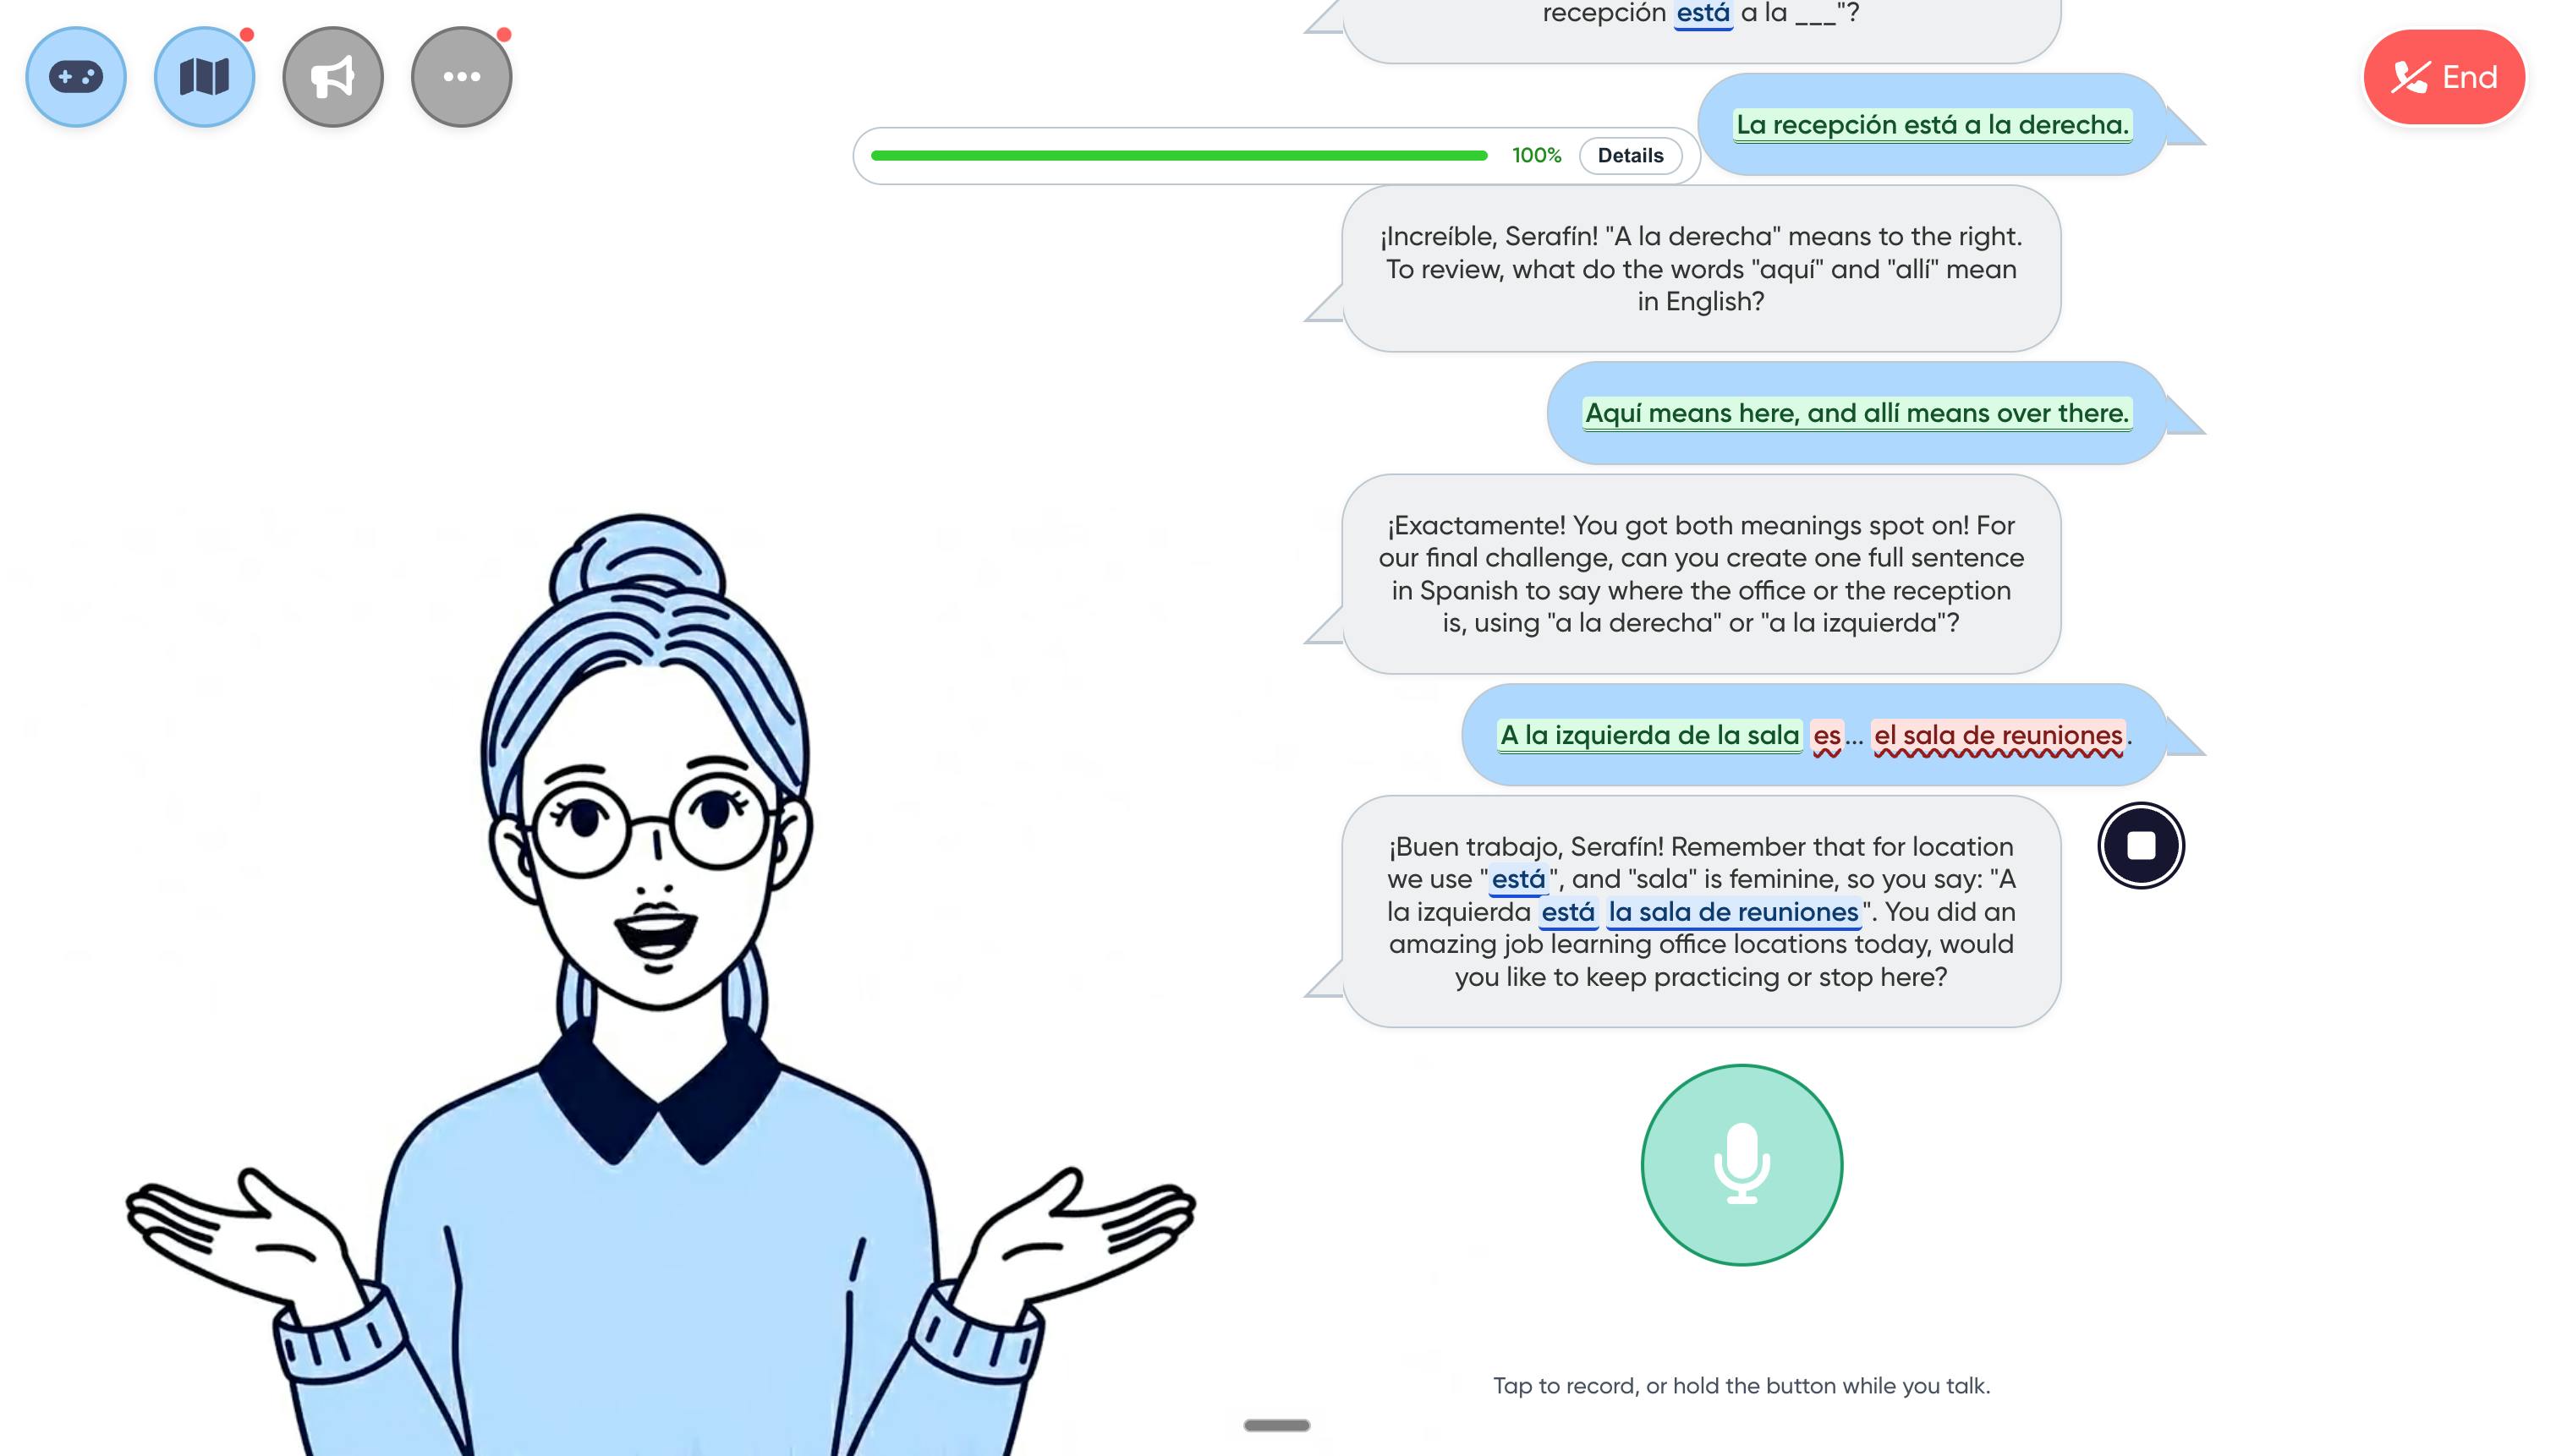 recepción está a la ___"?
End
La recepción está a la derecha.
100%
Details
¡Increíble, Serafín! "A la derecha" means to the right.
To review, what do the words "aquí" and "allí" mean
in English?
Aquí means here, and allí means over there.
¡Exactamente! You got both meanings spot on! For
our final challenge, can you create one full sentence
in Spanish to say where the office or the reception
is, using "a la derecha" or "a la izquierda"?
A la izquierda de la sala es... el sala de reuniones.
¡Buen trabajo, Serafín! Remember that for location
we use "está", and "sala" is feminine, so you say: "A
la izquierda está la sala de reuniones". You did an
amazing job learning office locations today, would
you like to keep practicing or stop here?
Tap to record, or hold the button while you talk.